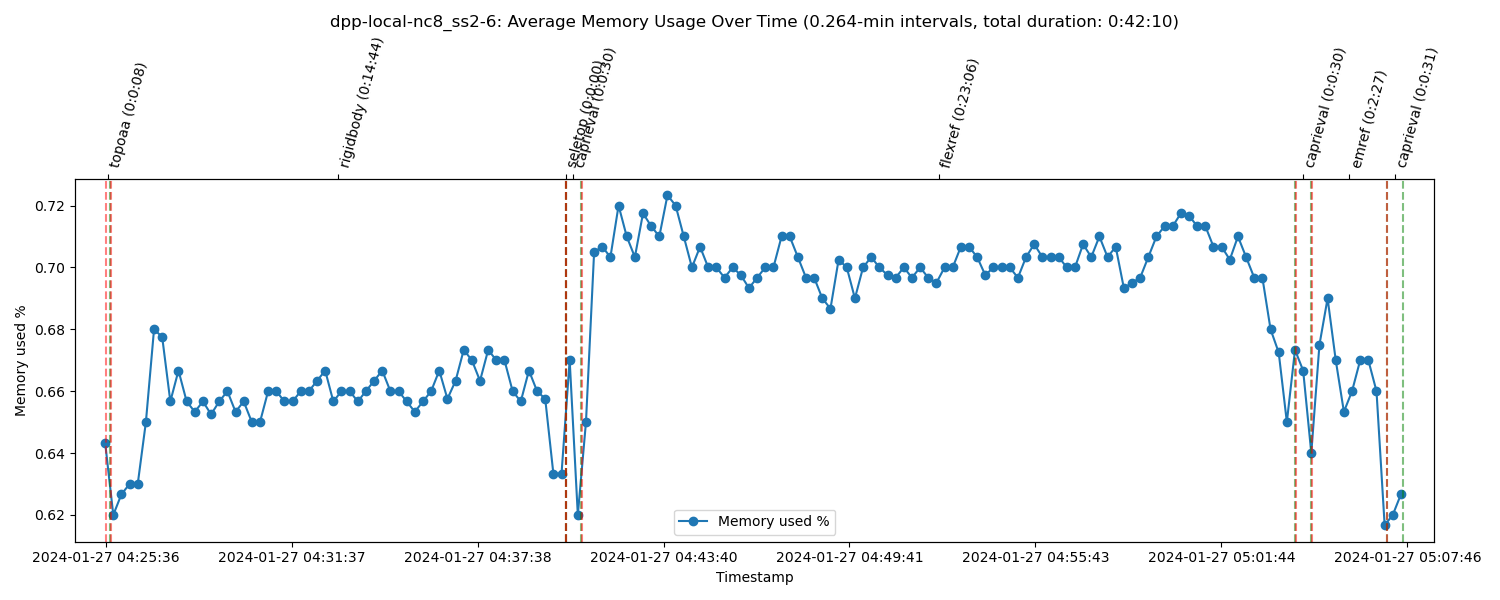 dpp-local-nc8_ss2-6: Average Memory Usage Over Time (0.264-min intervals, total duration: 0:42:10)
topoaa (0:0:08)
rigidbody (0:14:44)
seletop (0:0:00)
caprieval (0:0:30)
flexref (0:23:06)
caprieval (0:0:30)
emref (0:2:27)
caprieval (0:0:31)
Memory used %
0.72
0.70
0.68
0.66
0.64
0.62
Memory used %
2024-01-27 04:25:36
2024-01-27 04:31:37
2024-01-27 04:37:38
2024-01-27 04:43:40
2024-01-27 04:49:41
2024-01-27 04:55:43
2024-01-27 05:01:44
2024-01-27 05:07:46
Timestamp